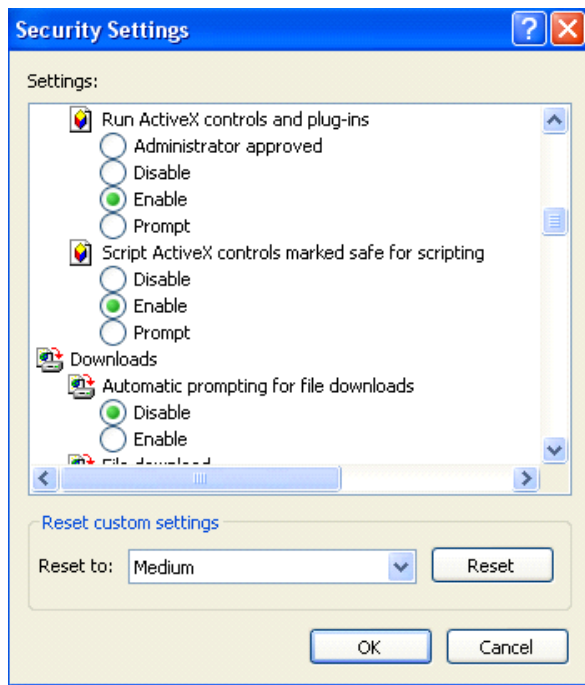 Security Settings
Settings:
Run ActiveX controls and plug-ins
Administrator approved
Disable
Enable
Prompt
Script ActiveX controls marked safe for scripting
Disable
Enable
Prompt
Downloads
Automatic prompting for file downloads
Disable
Enable
File download
Reset custom settings
Reset to: Medium Reset
OK Cancel